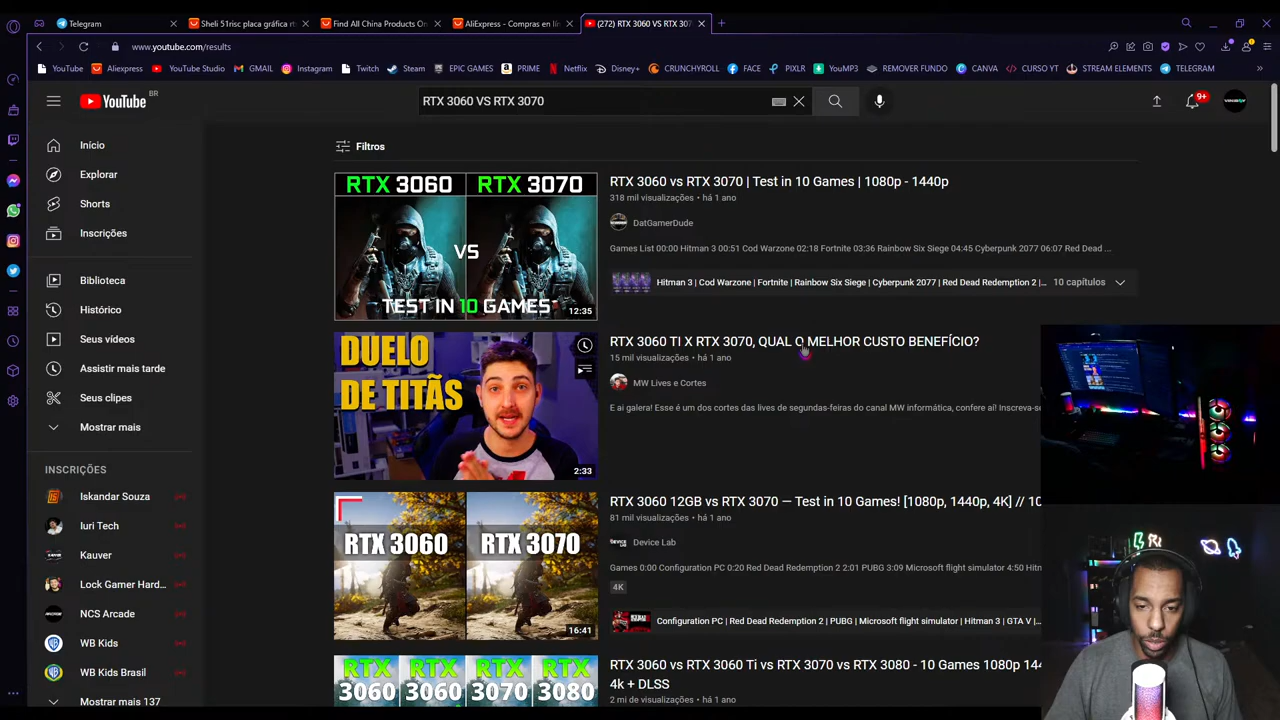 Telegram
Sheli 51risc placa gráfica rt
Find All China Products On
AliExpress - Compras en lín
(272) RTX 3060 VS RTX 307
www.youtube.com/results
YouTube
Aliexpress
YouTube Studio
GMAIL
Instagram
Twitch
Steam
EPIC GAMES
PRIME
Netflix
Disney+
CRUNCHYROLL
FACE
PIXLR
YouMP3
REMOVER FUNDO
CANVA
CURSO YT
STREAM ELEMENTS
TELEGRAM
YouTube BR
RTX 3060 VS RTX 3070
9+
Início
Explorar
Shorts
Inscrições
Biblioteca
Histórico
Seus vídeos
Assistir mais tarde
Seus clipes
Mostrar mais
INSCRIÇÕES
Iskandar Souza
Iuri Tech
Kauver
Lock Gamer Hard...
NCS Arcade
WB Kids
WB Kids Brasil
Mostrar mais 137
Filtros
RTX 3060 RTX 3070
VS
TEST IN 10 GAMES
12:35
RTX 3060 vs RTX 3070 | Test in 10 Games | 1080p - 1440p
318 mil visualizações • há 1 ano
DatGamerDude
Games List 00:00 Hitman 3 00:51 Cod Warzone 02:18 Fortnite 03:36 Rainbow Six Siege 04:45 Cyberpunk 2077 06:07 Red Dead ...
Hitman 3 | Cod Warzone | Fortnite | Rainbow Six Siege | Cyberpunk 2077 | Red Dead Redemption 2 |...
10 capítulos
DUELO
DE TITÃS
2:33
RTX 3060 TI X RTX 3070, QUAL O MELHOR CUSTO BENEFÍCIO?
15 mil visualizações • há 1 ano
MW Lives e Cortes
E ai galera! Esse é um dos cortes das lives de segundas-feiras do canal MW informática, confere aí! Inscreva-se
RTX 3060 RTX 3070
16:41
RTX 3060 12GB vs RTX 3070 — Test in 10 Games! [1080p, 1440p, 4K] // 10
81 mil visualizações • há 1 ano
Device Lab
Games 0:00 Configuration PC 0:20 Red Dead Redemption 2 2:01 PUBG 3:09 Microsoft flight simulator 4:50 Hitm
4K
Configuration PC | Red Dead Redemption 2 | PUBG | Microsoft flight simulator | Hitman 3 | GTA V |...
RTX RTX RTX RTX
3060 3060 3070 3080
RTX 3060 vs RTX 3060 Ti vs RTX 3070 vs RTX 3080 - 10 Games 1080p 144
4k + DLSS
2 mi de visualizações • há 1 ano